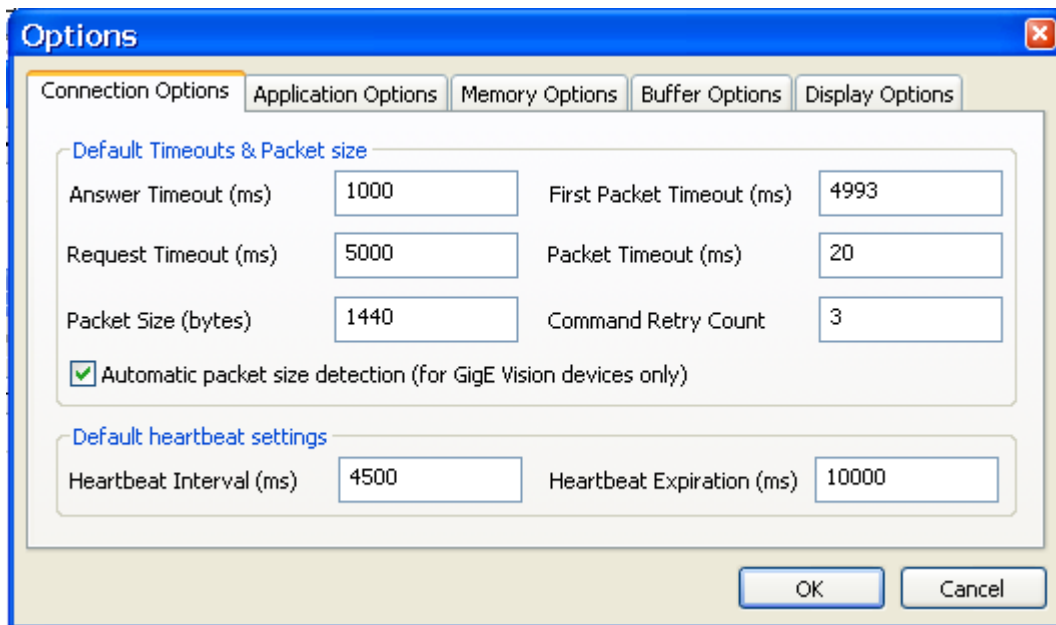 Options
Connection Options Application Options Memory Options Buffer Options Display Options
Default Timeouts & Packet size
Answer Timeout (ms) 1000 First Packet Timeout (ms) 4993
Request Timeout (ms) 5000 Packet Timeout (ms) 20
Packet Size (bytes) 1440 Command Retry Count 3
Automatic packet size detection (for GigE Vision devices only)
Default heartbeat settings
Heartbeat Interval (ms) 4500 Heartbeat Expiration (ms) 10000
OK Cancel